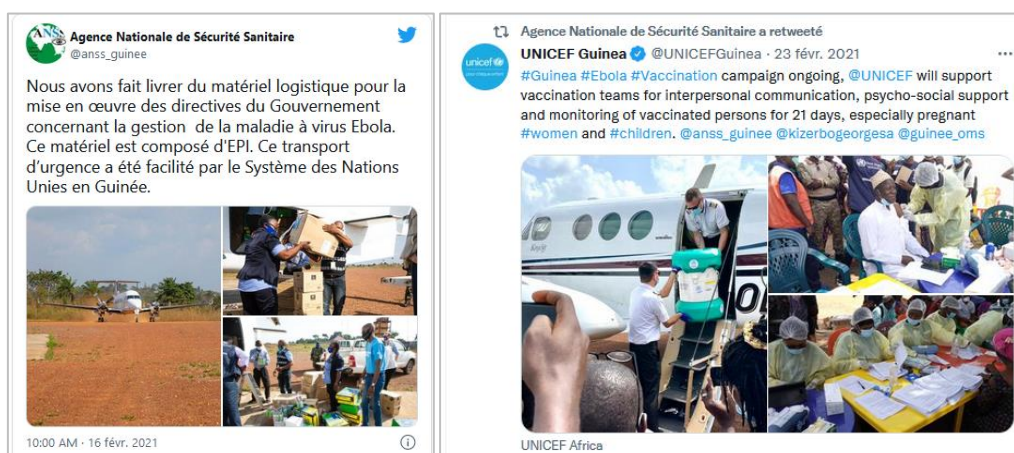 ANSS
Agence Nationale de Sécurité Sanitaire
@anss_guinee
Nous avons fait livrer du matériel logistique pour la
mise en œuvre des directives du Gouvernement
concernant la gestion de la maladie à virus Ebola.
Ce matériel est composé d'EPI. Ce transport
d'urgence a été facilité par le Système des Nations
Unies en Guinée.
10:00 AM · 16 févr. 2021
Agence Nationale de Sécurité Sanitaire a retweeté
unicef
pour chaque enfant
UNICEF Guinea @UNICEFGuinea · 23 févr. 2021
#Guinea #Ebola #Vaccination campaign ongoing, @UNICEF will support
vaccination teams for interpersonal communication, psycho-social support
and monitoring of vaccinated persons for 21 days, especially pregnant
#women and #children. @anss_guinee @kizerbogeorgesa @guinee_oms
UNICEF Africa